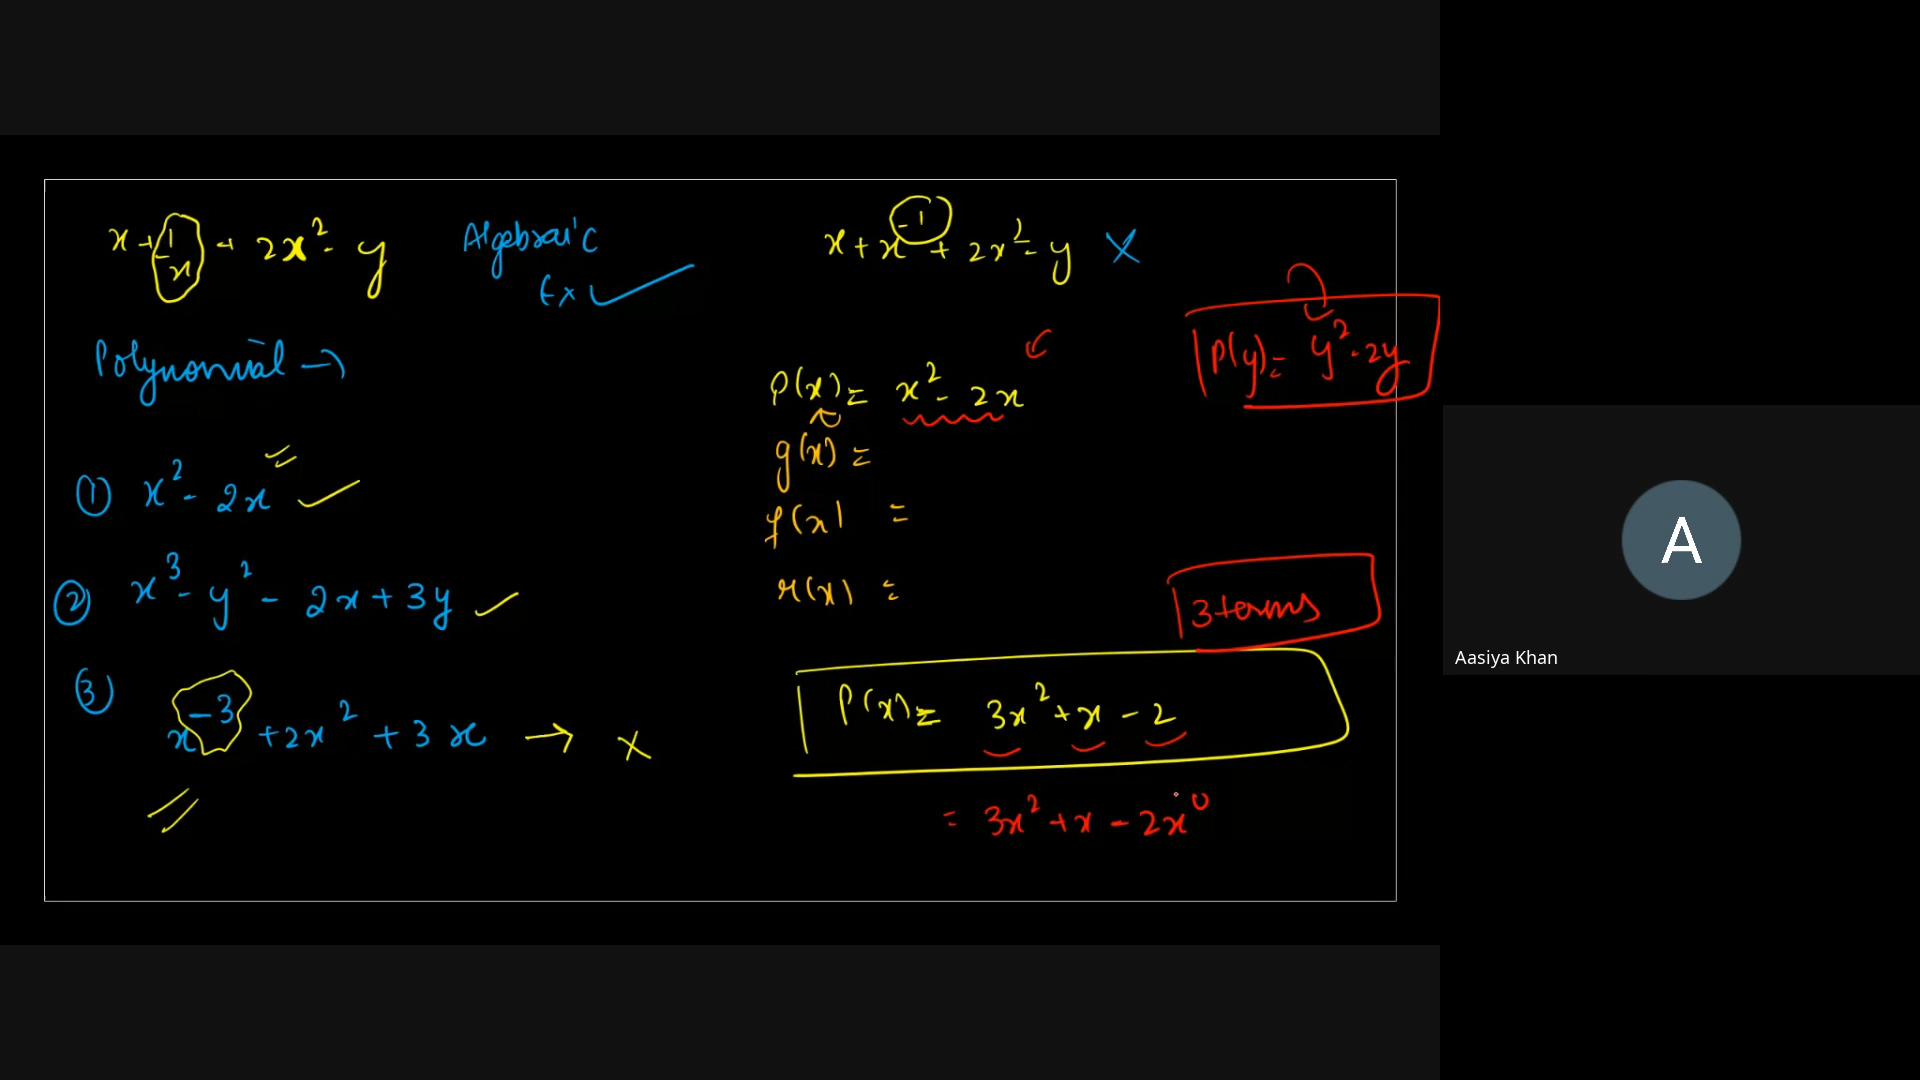 x + 1/x + 2x² - y
Algebraic
Ex ✓
x + x⁻¹ + 2x² - y ✗
Polynomial →
P(x) = x² - 2x
P(y) = y² - 2y
g(x) =
① x² - 2x ✓
f(x) =
② x³ - y² - 2x + 3y ✓
r(x) =
3 terms
③ x⁻³ + 2x² + 3x → ✗
P(x) = 3x² + x - 2
= 3x² + x - 2x⁰
A
Aasiya Khan